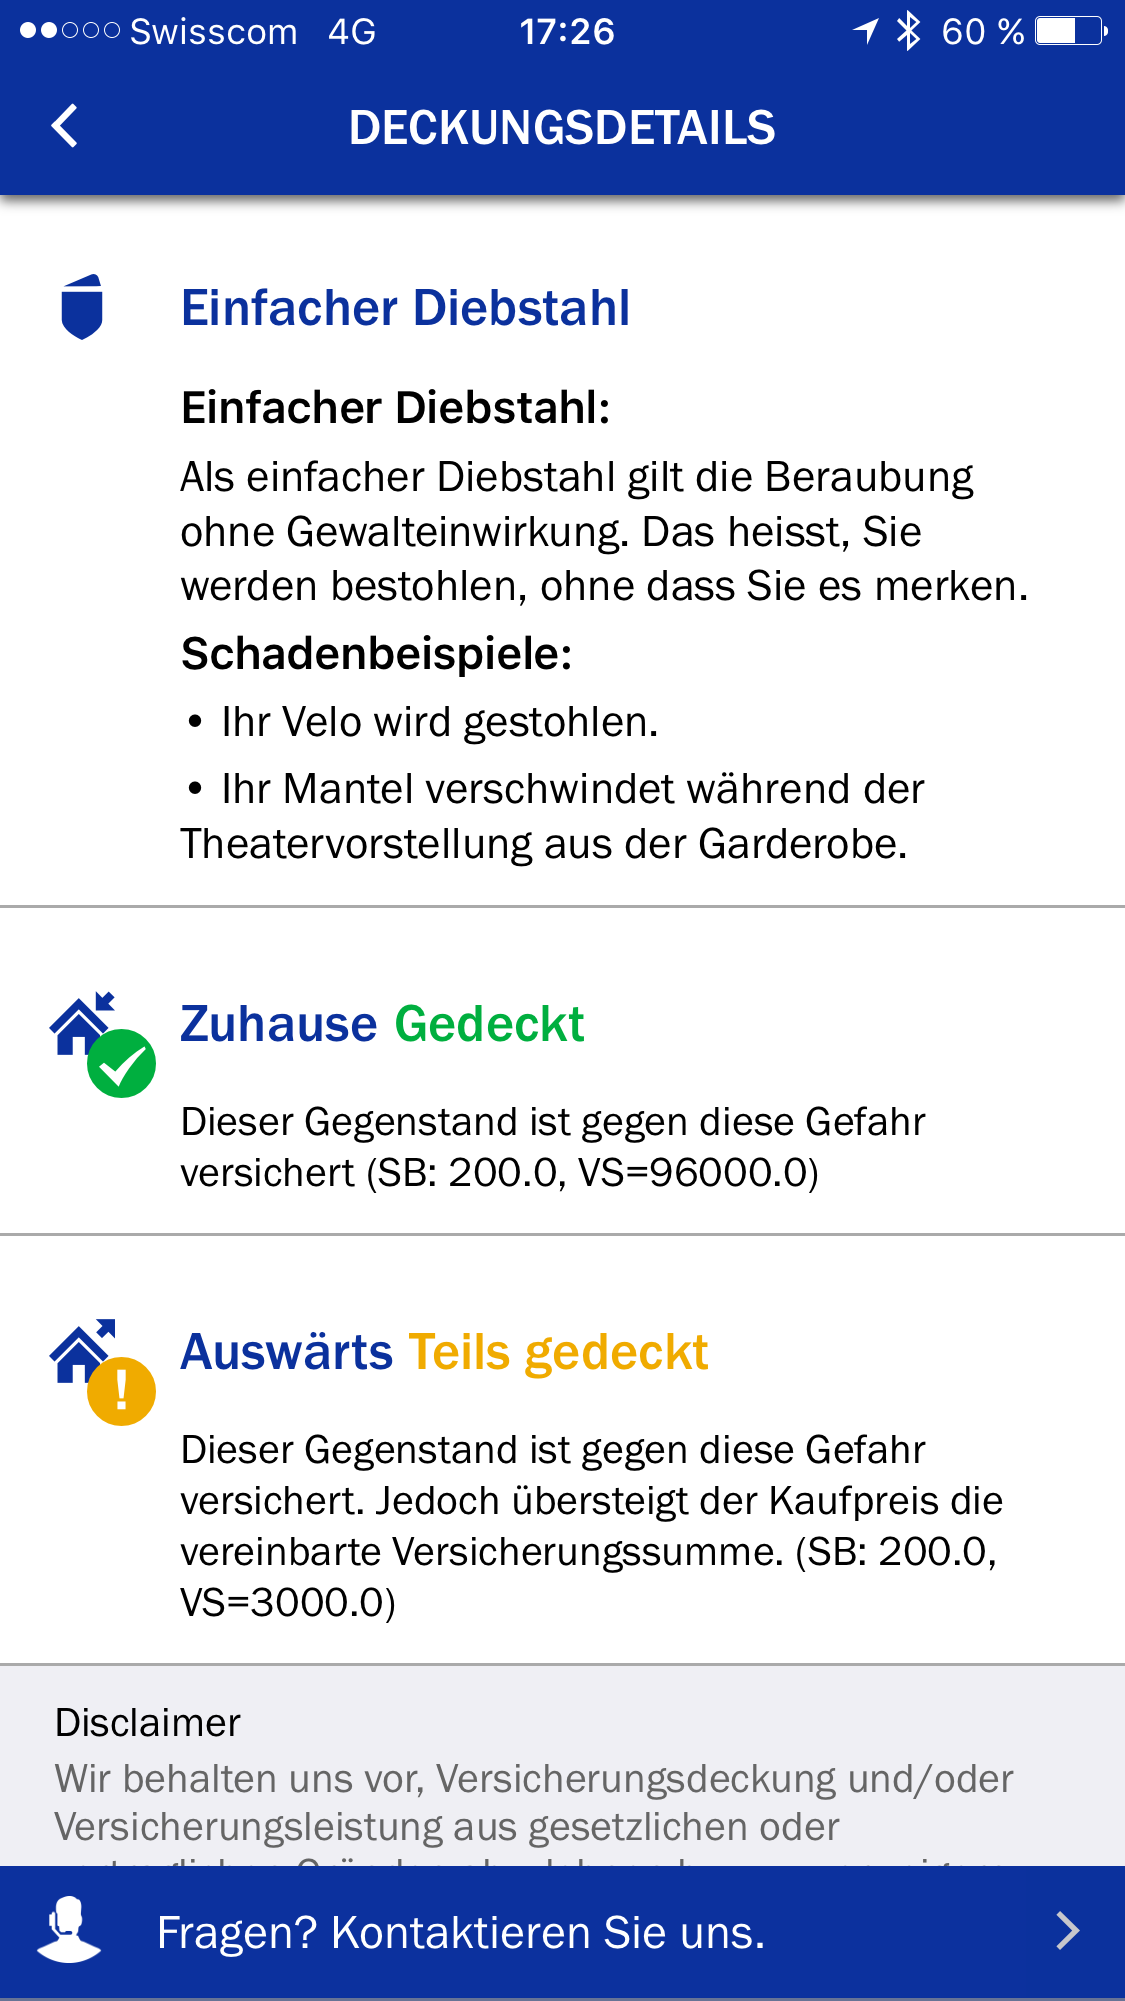 Swisscom 4G 17:26 60 %
DECKUNGSDETAILS
Einfacher Diebstahl
Einfacher Diebstahl:
Als einfacher Diebstahl gilt die Beraubung
ohne Gewalteinwirkung. Das heisst, Sie
werden bestohlen, ohne dass Sie es merken.
Schadenbeispiele:
• Ihr Velo wird gestohlen.
• Ihr Mantel verschwindet während der
Theatervorstellung aus der Garderobe.
Zuhause Gedeckt
Dieser Gegenstand ist gegen diese Gefahr
versichert (SB: 200.0, VS=96000.0)
Auswärts Teils gedeckt
Dieser Gegenstand ist gegen diese Gefahr
versichert. Jedoch übersteigt der Kaufpreis die
vereinbarte Versicherungssumme. (SB: 200.0,
VS=3000.0)
Disclaimer
Wir behalten uns vor, Versicherungsdeckung und/oder
Versicherungsleistung aus gesetzlichen oder
Fragen? Kontaktieren Sie uns.